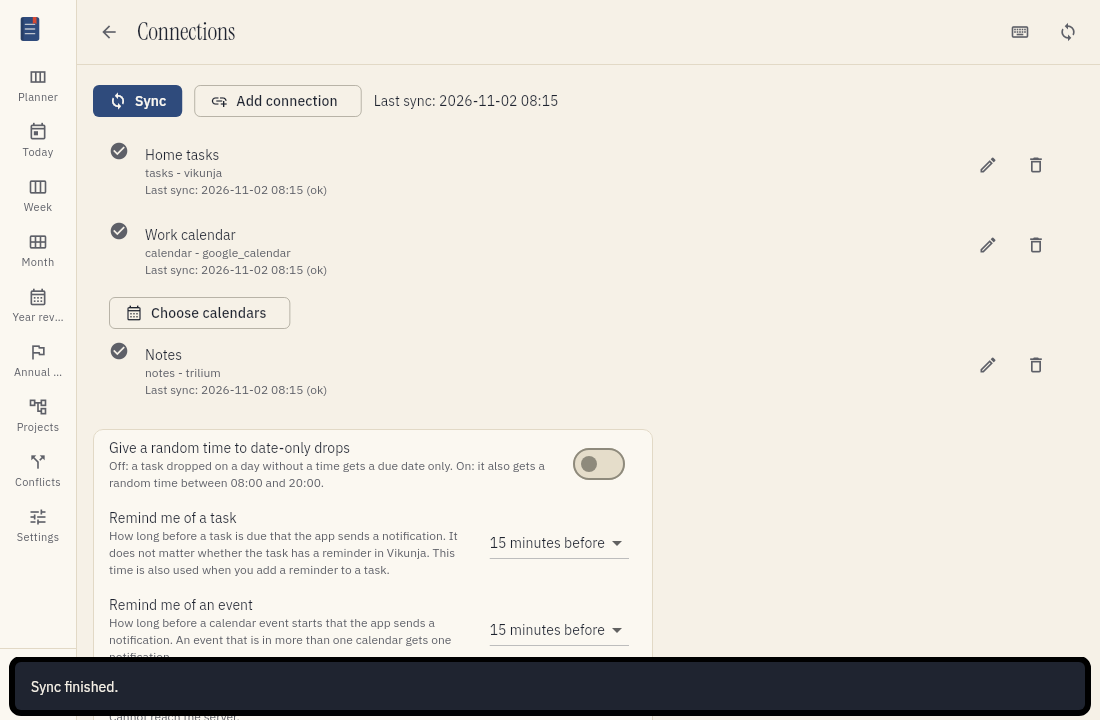 Connections
Planner
Today
Week
Month
Year rev...
Annual ...
Projects
Conflicts
Settings
Sync
Add connection
Last sync: 2026-11-02 08:15
Home tasks
tasks - vikunja
Last sync: 2026-11-02 08:15 (ok)
Work calendar
calendar - google_calendar
Last sync: 2026-11-02 08:15 (ok)
Choose calendars
Notes
notes - trilium
Last sync: 2026-11-02 08:15 (ok)
Give a random time to date-only drops
Off: a task dropped on a day without a time gets a due date only. On: it also gets a
random time between 08:00 and 20:00.
Remind me of a task
How long before a task is due that the app sends a notification. It
does not matter whether the task has a reminder in Vikunja. This
time is also used when you add a reminder to a task.
15 minutes before
Remind me of an event
How long before a calendar event starts that the app sends a
notification. An event that is in more than one calendar gets one
notification.
15 minutes before
Sync finished.
Cannot reach the server.